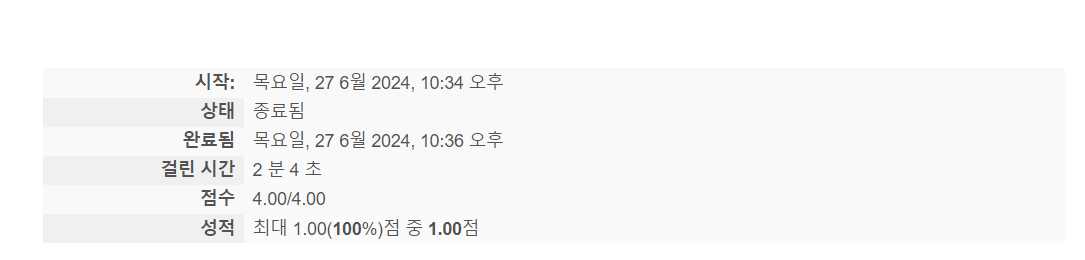 시작: 목요일, 27 6월 2024, 10:34 오후
상태 종료됨
완료됨 목요일, 27 6월 2024, 10:36 오후
걸린 시간 2 분 4 초
점수 4.00/4.00
성적 최대 1.00(100%)점 중 1.00점